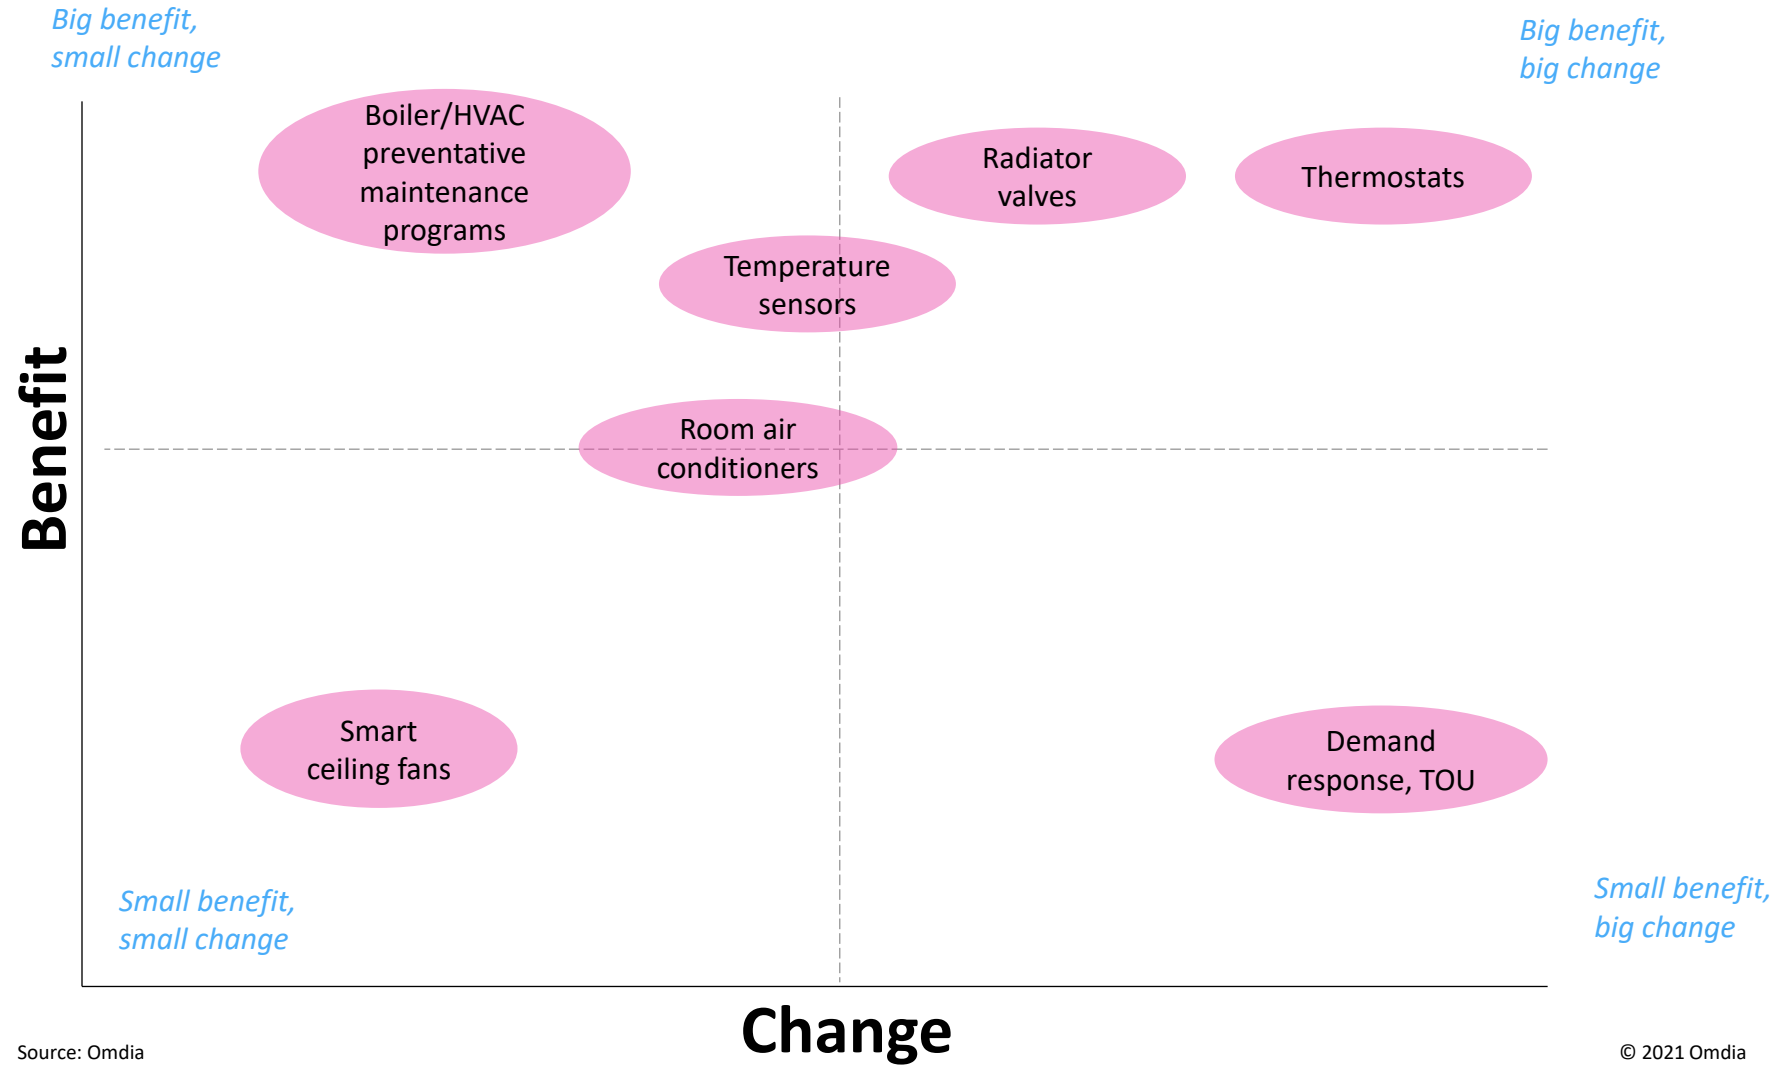 Big benefit,
small change
Big benefit,
big change
Boiler/HVAC
preventative
maintenance
programs
Radiator
valves
Thermostats
Temperature
sensors
Benefit
Room air
conditioners
Smart
ceiling fans
Demand
response, TOU
Small benefit,
small change
Small benefit,
big change
Change
Source: Omdia
© 2021 Omdia